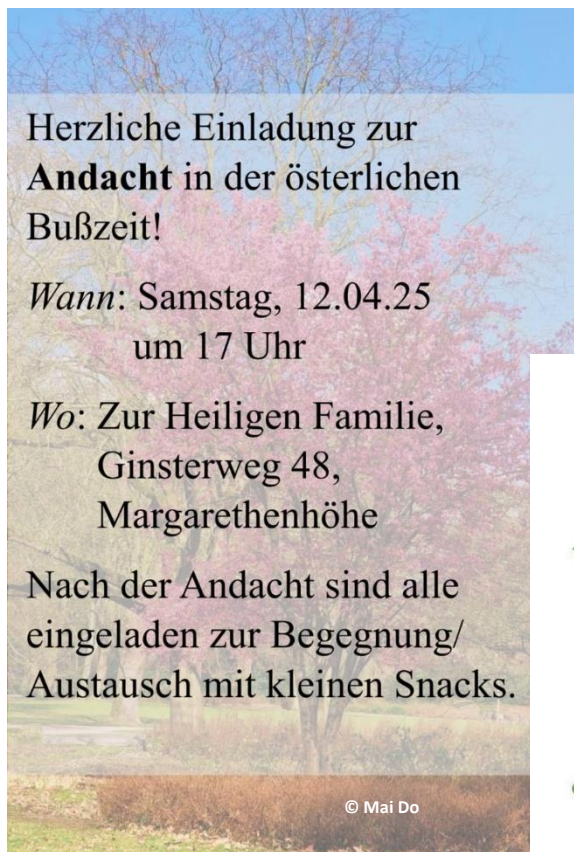 Herzliche Einladung zur
Andacht in der österlichen
Bußzeit!
Wann: Samstag, 12.04.25
um 17 Uhr
Wo: Zur Heiligen Familie,
Ginsterweg 48,
Margarethenhöhe
Nach der Andacht sind alle
eingeladen zur Begegnung/
Austausch mit kleinen Snacks.
© Mai Do